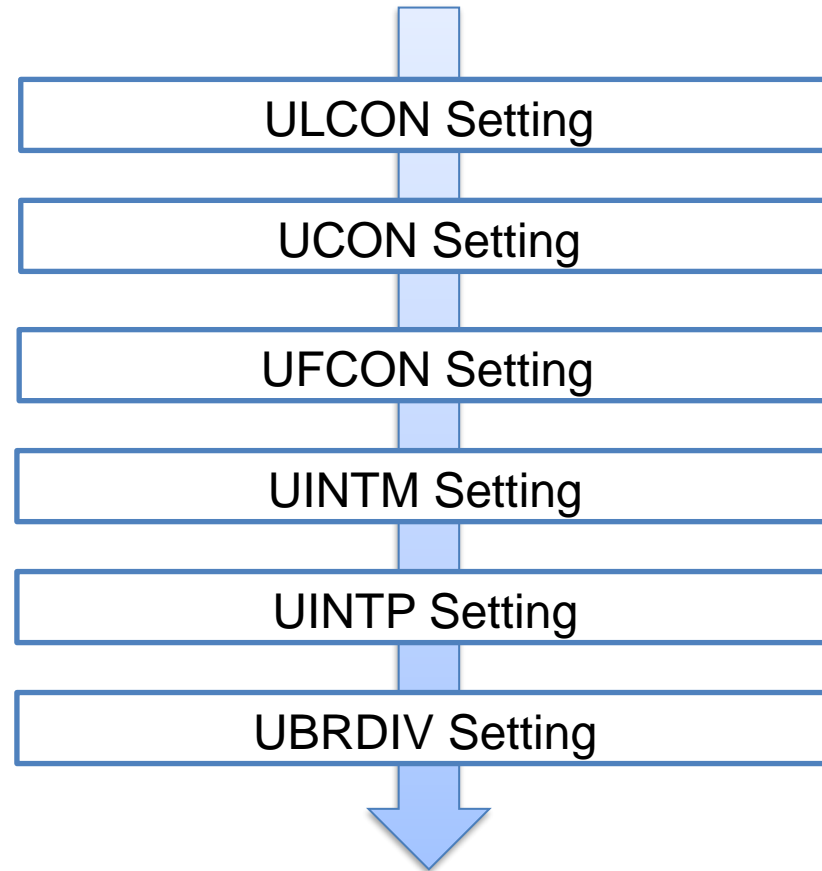 ULCON Setting
UCON Setting
UFCON Setting
UINTM Setting
UINTP Setting
UBRDIV Setting